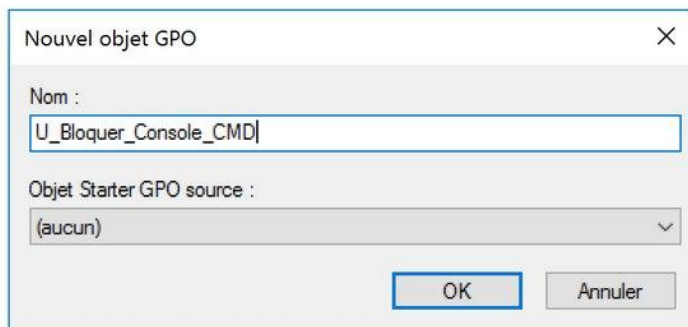 Nouvel objet GPO
Nom :
U_Bloquer_Console_CMD
Objet Starter GPO source :
(aucun)
OK
Annuler